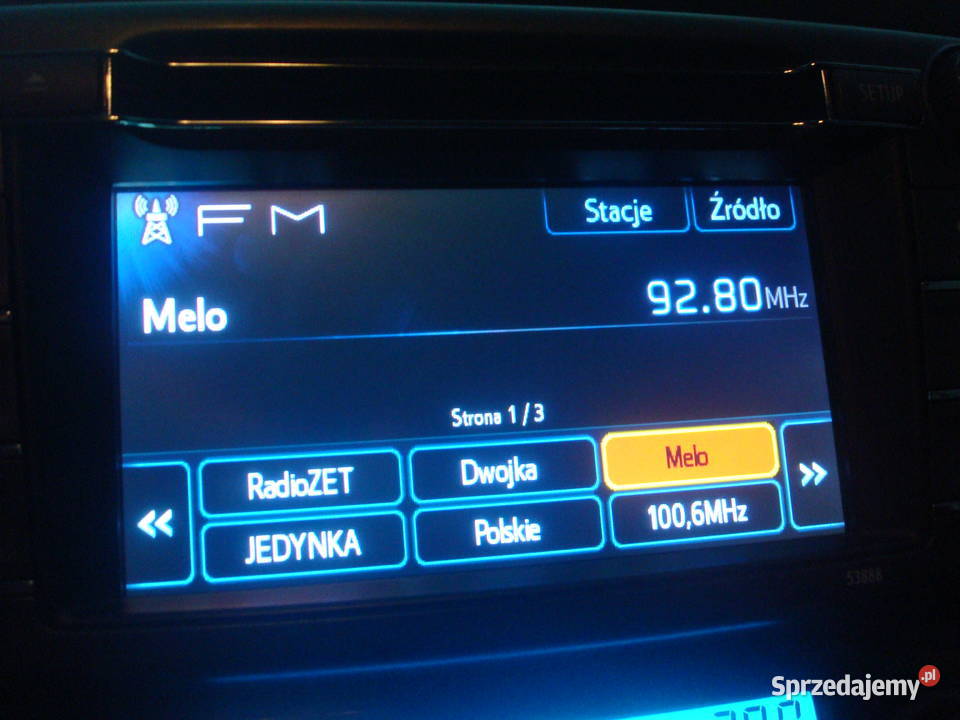 SETUP
FM
Stacje
Źródło
Melo
92.80MHz
Strona 1 / 3
RadioZET
Dwojka
Melo
JEDYNKA
Polskie
100,6MHz
53888
Sprzedajemy.pl